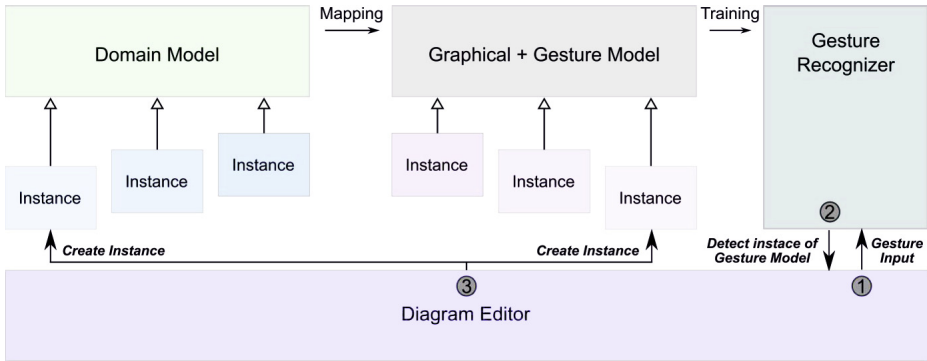 Mapping
Training
Domain Model
Graphical + Gesture Model
Gesture
Recognizer
Instance
Instance
Instance
Instance
Instance
Instance
2
Create Instance
Create Instance
Detect instace of
Gesture Model
Gesture
Input
3
1
Diagram Editor